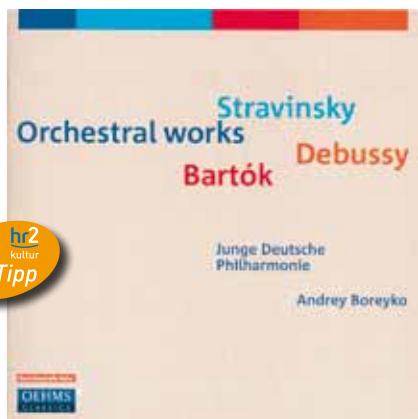 Stravinsky
Orchestral works
Debussy
Bartók
hr2
kultur
Tipp
Junge Deutsche
Philharmonie
Andrey Boreyko
OEHMS
CLASSICS